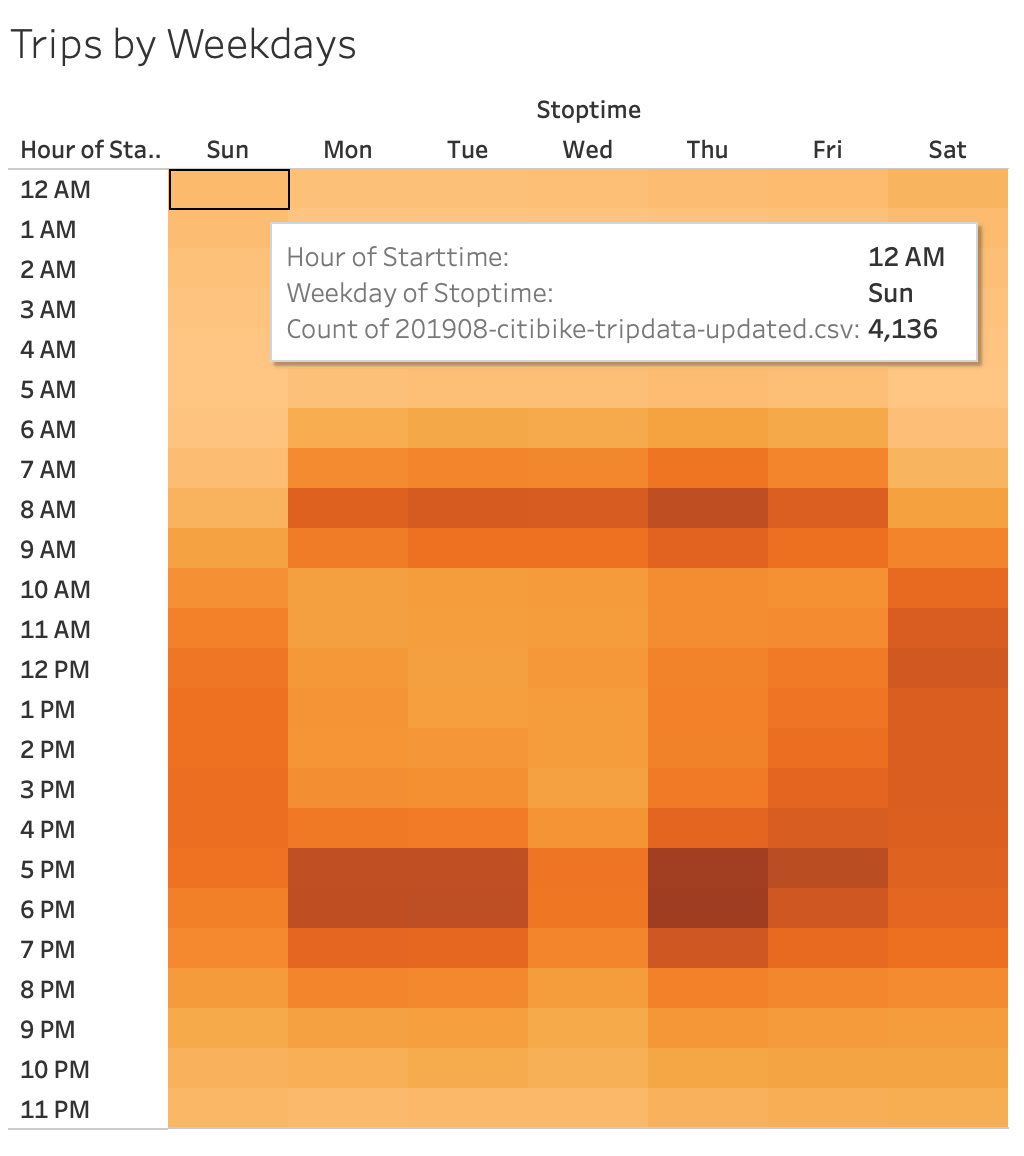 Trips by Weekdays
Stoptime
Hour of Sta.. Sun Mon Tue Wed Thu Fri Sat
12 AM
1 AM
Hour of Starttime: 12 AM
2 AM
Weekday of Stoptime: Sun
3 AM
Count of 201908-citibike-tripdata-updated.csv: 4,136
4 AM
5 AM
6 AM
7 AM
8 AM
9 AM
10 AM
11 AM
12 PM
1 PM
2 PM
3 PM
4 PM
5 PM
6 PM
7 PM
8 PM
9 PM
10 PM
11 PM